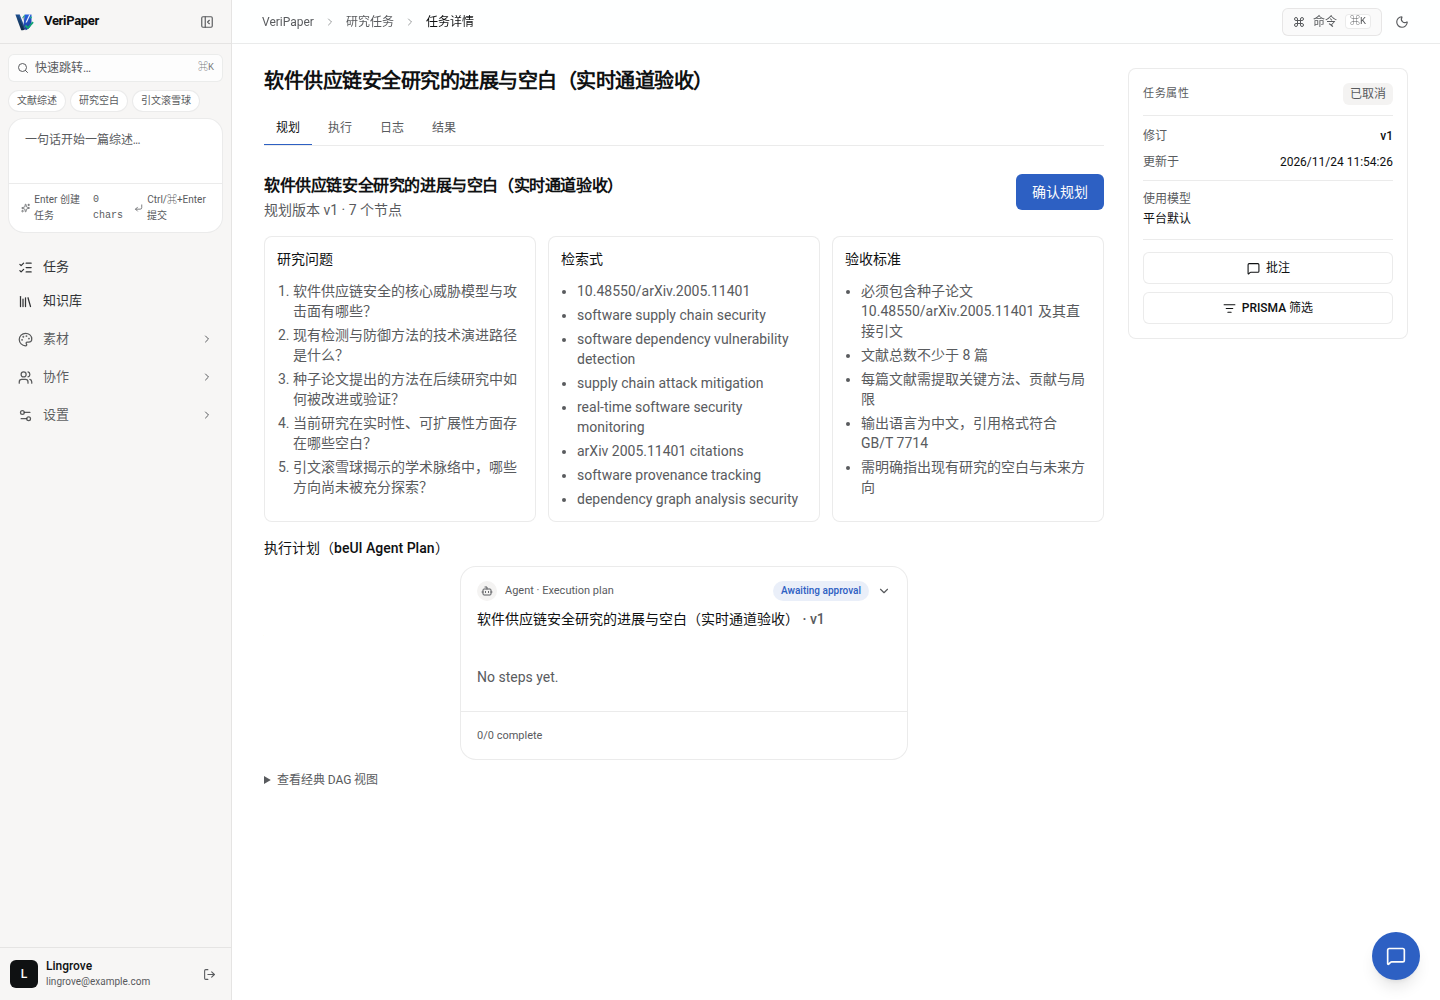 VeriPaper
快速跳转...
⌘K
文献综述
研究空白
引文滚雪球
一句话开始一篇综述...
Enter 创建
任务
0
chars
Ctrl/⌘+Enter
提交
任务
知识库
素材
协作
设置
L
Lingrove
lingrove@example.com
VeriPaper
研究任务
任务详情
⌘ 命令 ⌘K
软件供应链安全研究的进展与空白（实时通道验收）
规划
执行
日志
结果
软件供应链安全研究的进展与空白（实时通道验收）
规划版本 v1 · 7 个节点
确认规划
研究问题
1. 软件供应链安全的核心威胁模型与攻
击面有哪些？
2. 现有检测与防御方法的技术演进路径
是什么？
3. 种子论文提出的方法在后续研究中如
何被改进或验证？
4. 当前研究在实时性、可扩展性方面存
在哪些空白？
5. 引文滚雪球揭示的学术脉络中，哪些
方向尚未被充分探索？
检索式
• 10.48550/arXiv.2005.11401
• software supply chain security
• software dependency vulnerability
detection
• supply chain attack mitigation
• real-time software security
monitoring
• arXiv 2005.11401 citations
• software provenance tracking
• dependency graph analysis security
验收标准
• 必须包含种子论文
10.48550/arXiv.2005.11401 及其直
接引文
• 文献总数不少于 8 篇
• 每篇文献需提取关键方法、贡献与局
限
• 输出语言为中文，引用格式符合
GB/T 7714
• 需明确指出现有研究的空白与未来方
向
执行计划（beUI Agent Plan）
Agent · Execution plan
Awaiting approval
软件供应链安全研究的进展与空白（实时通道验收） · v1
No steps yet.
0/0 complete
查看经典 DAG 视图
任务属性
已取消
修订
v1
更新于
2026/11/24 11:54:26
使用模型
平台默认
批注
PRISMA 筛选